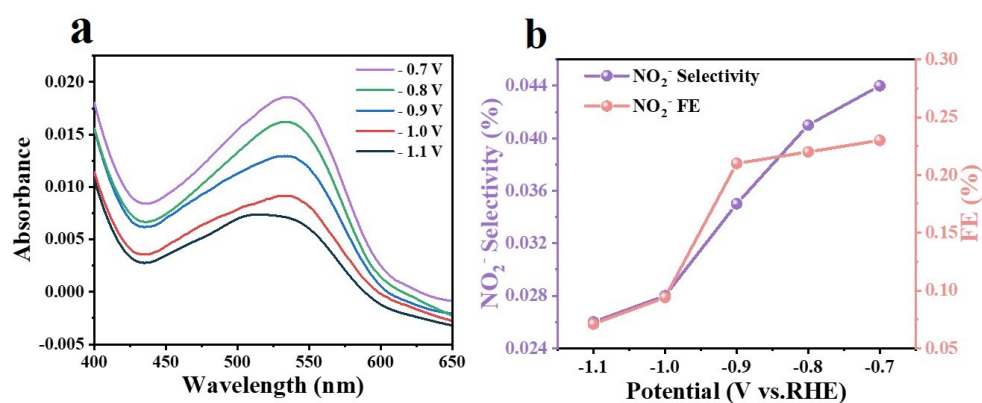 a
Absorbance
0.020
0.015
0.010
0.005
0.000
-0.005
- 0.7 V
- 0.8 V
- 0.9 V
- 1.0 V
- 1.1 V
400 450 500 550 600 650
Wavelength (nm)
b
NO₂⁻ Selectivity (%)
0.044
0.040
0.036
0.032
0.028
0.024
NO₂⁻ Selectivity
NO₂⁻ FE
0.30
0.25
0.20
0.15
0.10
0.05
FE (%)
-1.1 -1.0 -0.9 -0.8 -0.7
Potential (V vs.RHE)